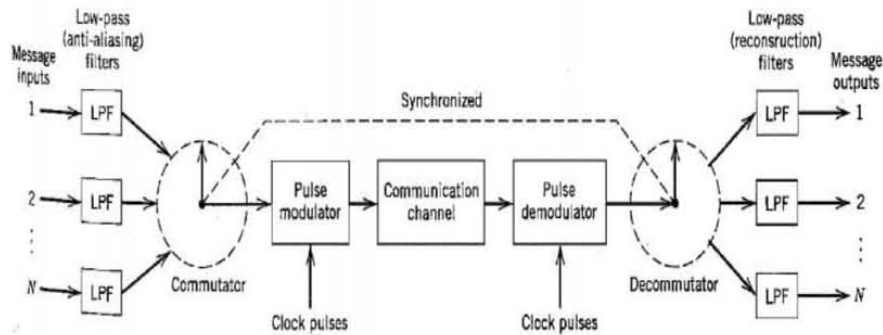 Low-pass
(anti-aliasing)
filters
Message
inputs
1
LPF
2
LPF
N
LPF
Commutator
Synchronized
Pulse
modulator
Clock pulses
Communication
channel
Pulse
demodulator
Clock pulses
Decommutator
Low-pass
(reconsruction)
filters
Message
outputs
LPF
1
LPF
2
LPF
N